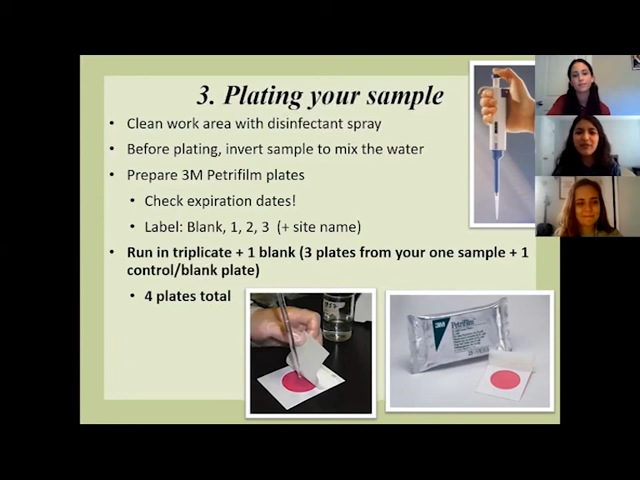 3. Plating your sample
• Clean work area with disinfectant spray
• Before plating, invert sample to mix the water
• Prepare 3M Petrifilm plates
• Check expiration dates!
• Label: Blank, 1, 2, 3 (+ site name)
• Run in triplicate + 1 blank (3 plates from your one sample + 1
control/blank plate)
• 4 plates total
3M Petrifilm